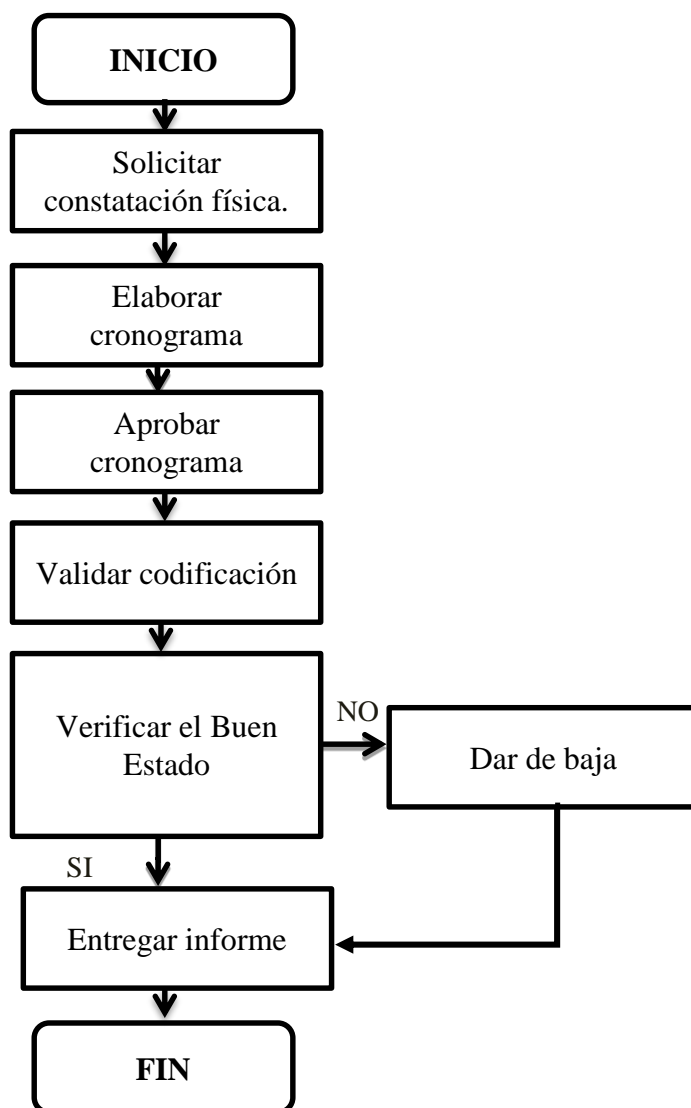 INICIO
Solicitar
constatación física.
Elaborar
cronograma
Aprobar
cronograma
Validar codificación
Verificar el Buen
Estado
NO
Dar de baja
SI
Entregar informe
FIN